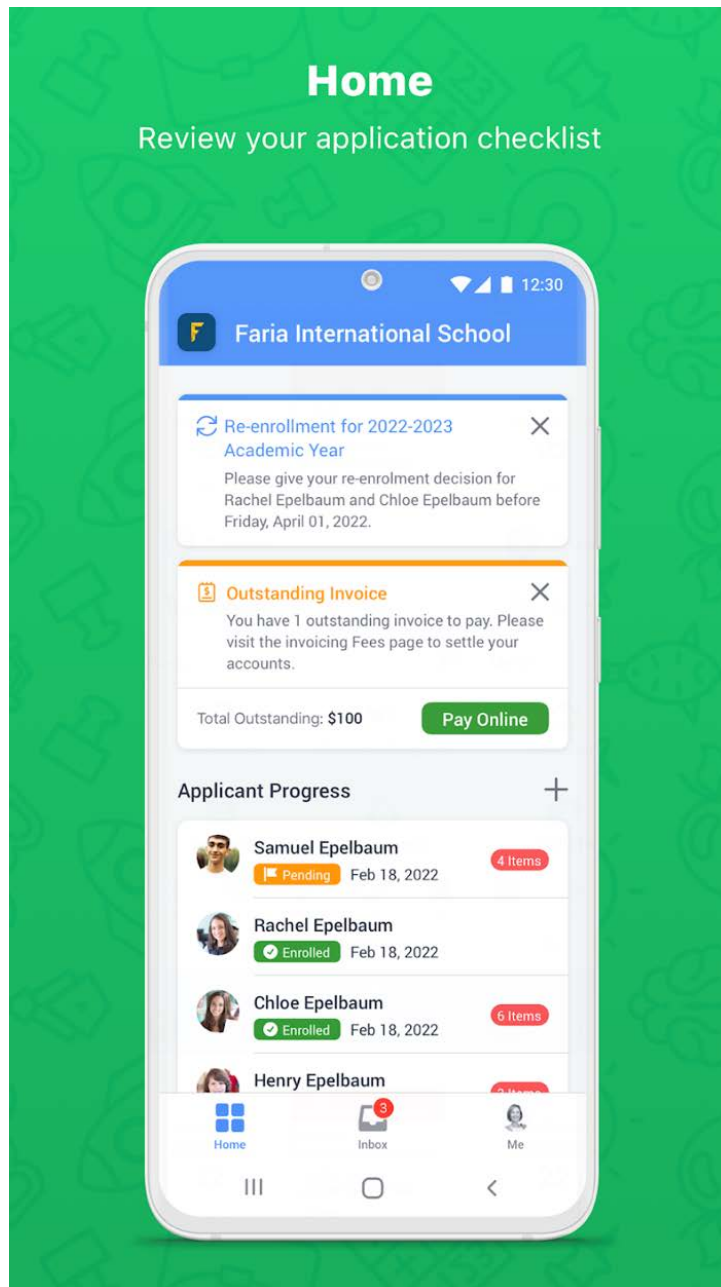 Home
Review your application checklist
12:30
F
Faria International School
Re-enrollment for 2022-2023
Academic Year
Please give your re-enrolment decision for
Rachel Epelbaum and Chloe Epelbaum before
Friday, April 01, 2022.
Outstanding Invoice
You have 1 outstanding invoice to pay. Please
visit the invoicing Fees page to settle your
accounts.
Total Outstanding: $100
Pay Online
Applicant Progress
Samuel Epelbaum
Pending Feb 18, 2022
4 Items
Rachel Epelbaum
Enrolled Feb 18, 2022
Chloe Epelbaum
Enrolled Feb 18, 2022
6 Items
Henry Epelbaum
Items
3
Home
Inbox
Me